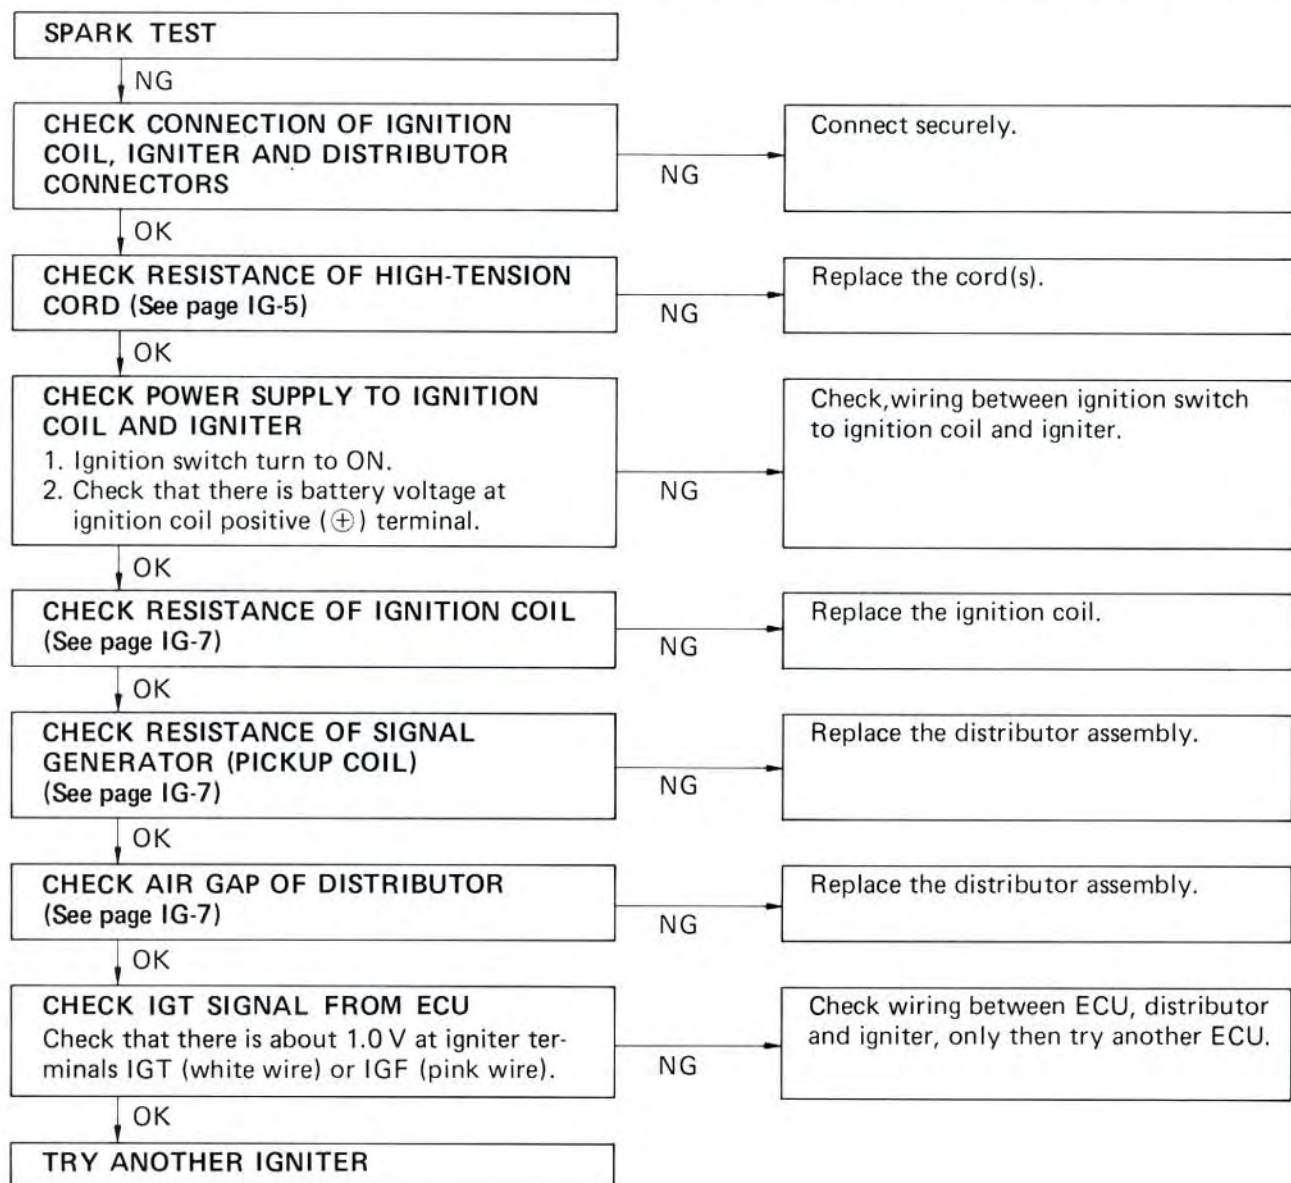 SPARK TEST
NG
CHECK CONNECTION OF IGNITION
COIL, IGNITER AND DISTRIBUTOR
CONNECTORS
NG
Connect securely.
OK
CHECK RESISTANCE OF HIGH-TENSION
CORD (See page IG-5)
NG
Replace the cord(s).
OK
CHECK POWER SUPPLY TO IGNITION
COIL AND IGNITER
1. Ignition switch turn to ON.
2. Check that there is battery voltage at
ignition coil positive (⊕) terminal.
NG
Check,wiring between ignition switch
to ignition coil and igniter.
OK
CHECK RESISTANCE OF IGNITION COIL
(See page IG-7)
NG
Replace the ignition coil.
OK
CHECK RESISTANCE OF SIGNAL
GENERATOR (PICKUP COIL)
(See page IG-7)
NG
Replace the distributor assembly.
OK
CHECK AIR GAP OF DISTRIBUTOR
(See page IG-7)
NG
Replace the distributor assembly.
OK
CHECK IGT SIGNAL FROM ECU
Check that there is about 1.0 V at igniter ter-
minals IGT (white wire) or IGF (pink wire).
NG
Check wiring between ECU, distributor
and igniter, only then try another ECU.
OK
TRY ANOTHER IGNITER